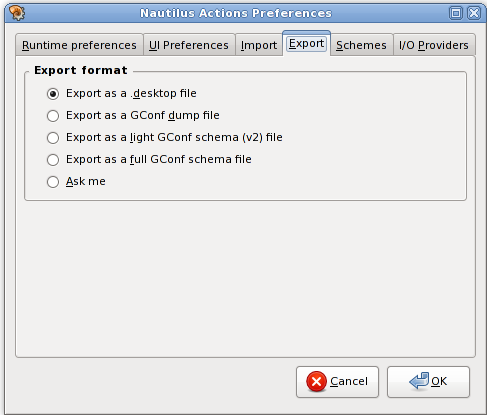 Nautilus Actions Preferences
Runtime preferences UI Preferences Import Export Schemes I/O Providers
Export format
Export as a .desktop file
Export as a GConf dump file
Export as a light GConf schema (v2) file
Export as a full GConf schema file
Ask me
Cancel OK